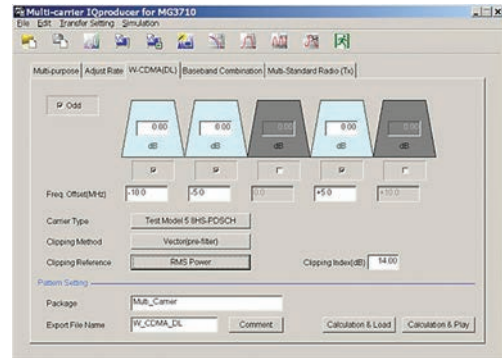 Multi-carrier IQproducer for MG3710
File Edit Transfer Setting Simulation
Multi-purpose Adjust Rate W-CDMA(DL) Baseband Combination Multi-Standard Radio (Tx)
Odd
0.00 0.00 0.00 0.00 0.00
dB dB dB dB dB
Freq. Offset(MHz) -10.0 -5.0 0.0 +5.0 +10.0
Carrier Type Test Model 5 8HS-PDSCH
Clipping Method Vector(pre-filter)
Clipping Reference RMS Power Clipping Index(dB) 14.00
Pattern Setting
Package Multi_Carrier
Export File Name W_CDMA_DL Comment Calculation & Load Calculation & Play